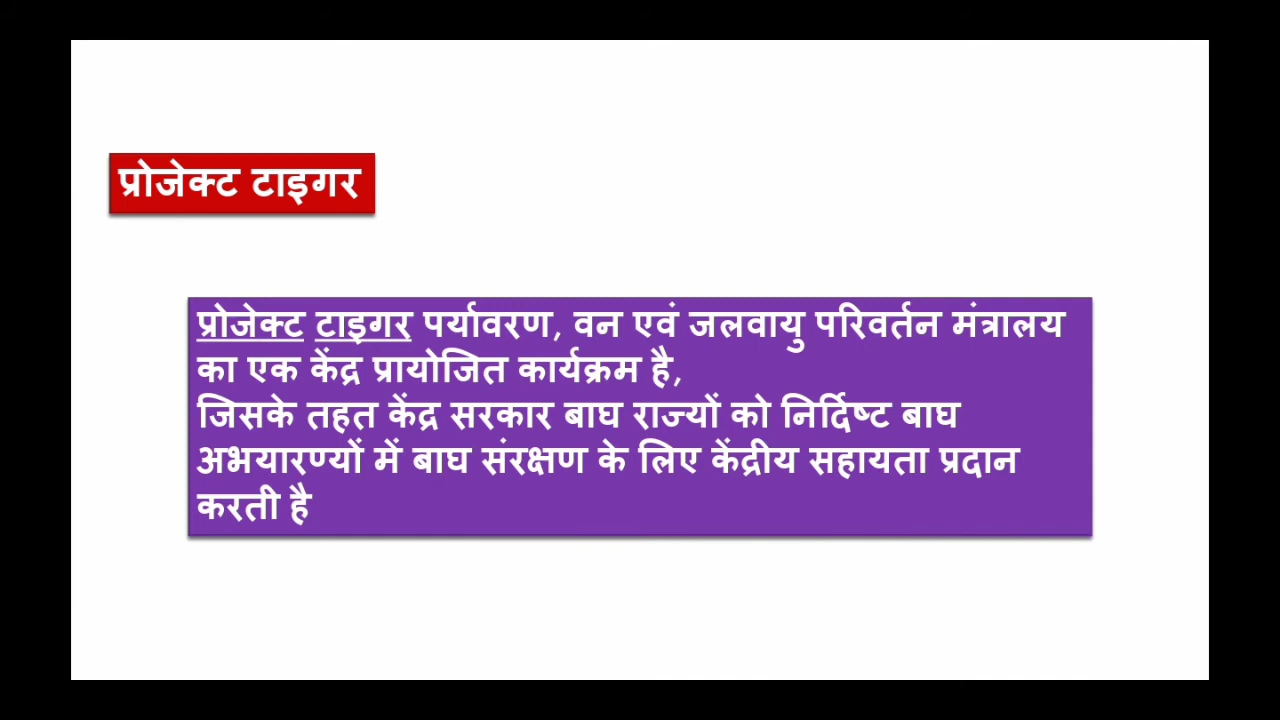 प्रोजेक्ट टाइगर
प्रोजेक्ट टाइगर पर्यावरण, वन एवं जलवायु परिवर्तन मंत्रालय
का एक केंद्र प्रायोजित कार्यक्रम है,
जिसके तहत केंद्र सरकार बाघ राज्यों को निर्दिष्ट बाघ
अभयारण्यों में बाघ संरक्षण के लिए केंद्रीय सहायता प्रदान
करती है